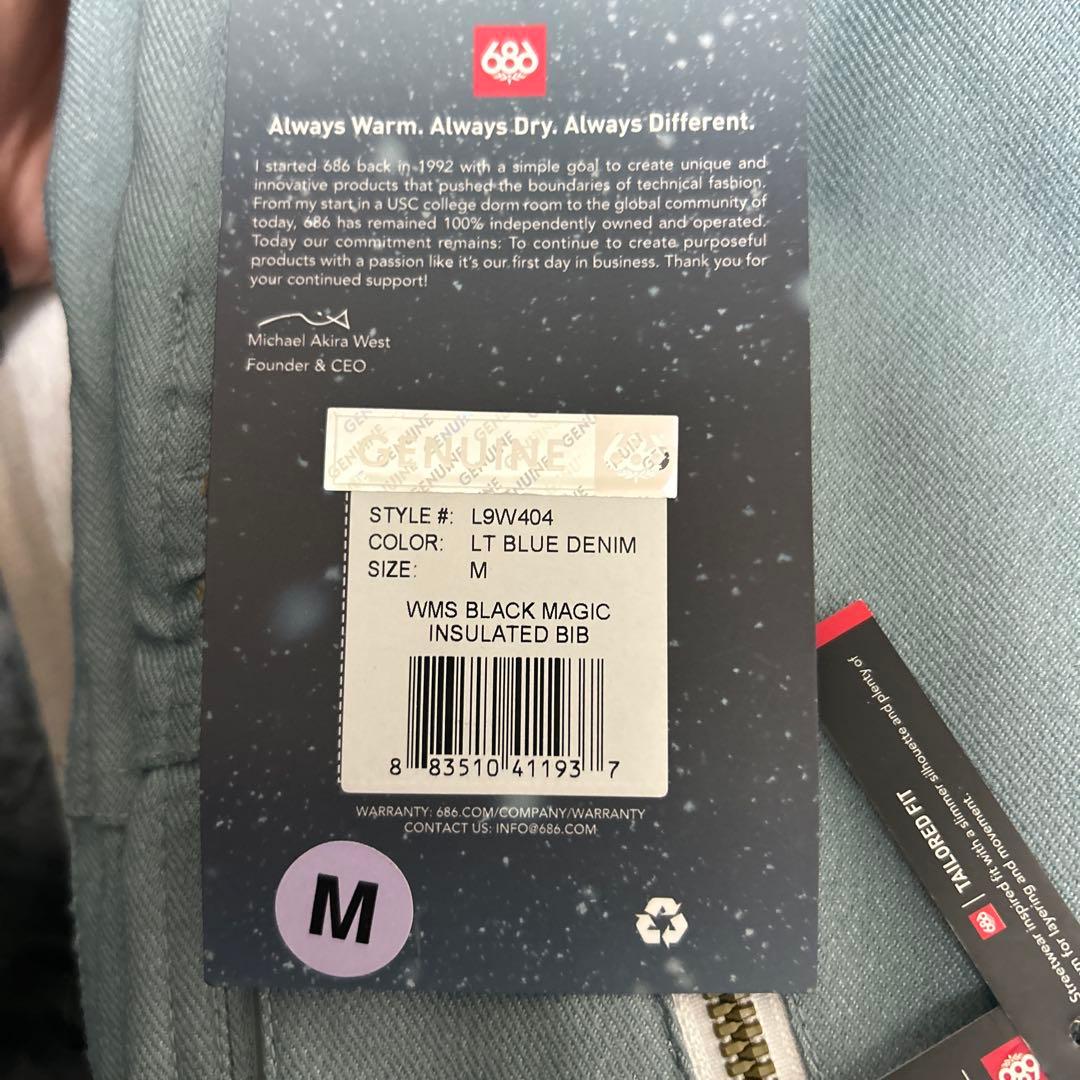 686
Always Warm. Always Dry. Always Different.
I started 686 back in 1992 with a simple goal to create unique and
innovative products that pushed the boundaries of technical fashion.
From my start in a USC college dorm room to the global community of
today, 686 has remained 100% independently owned and operated.
Today our commitment remains: To continue to create purposeful
products with a passion like it's our first day in business. Thank you for
your continued support!
Michael Akira West
Founder & CEO
GENUINE 686
STYLE #: L9W404
COLOR: LT BLUE DENIM
SIZE: M
WMS BLACK MAGIC
INSULATED BIB
8 83510 41193 7
WARRANTY: 686.COM/COMPANY/WARRANTY
CONTACT US: INFO@686.COM
M
686 | TAILORED FIT
Streetwear inspired fit with a slimmer silhouette and plenty of
for layering and movement.
686